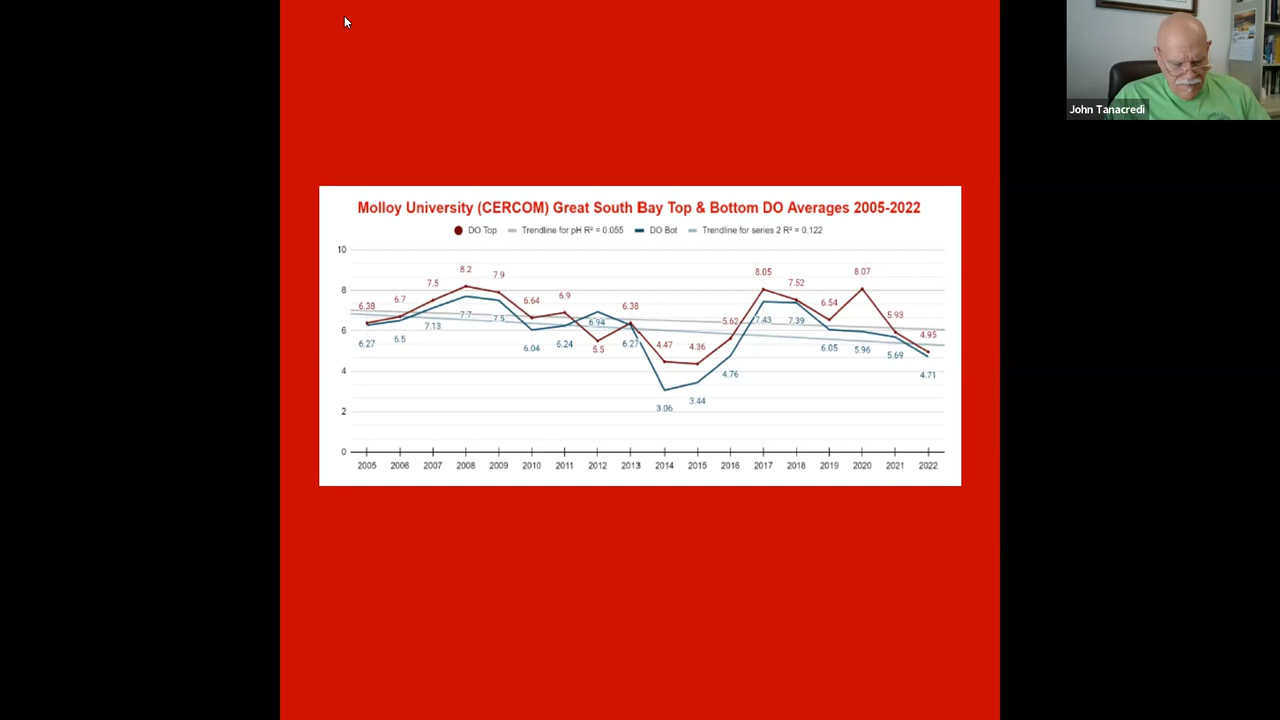 John Tanacredi
Molloy University (CERCOM) Great South Bay Top & Bottom DO Averages 2005-2022
DO Top Trendline for pH R² = 0.055 DO Bot Trendline for series 2 R² = 0.122
10
8
6
4
2
0
6.38 6.7 7.5 8.2 7.9 6.64 6.9 5.5 6.38 4.47 4.36 5.62 8.05 7.52 6.54 8.07 5.93 4.95
6.27 6.5 7.13 7.7 7.5 6.04 6.24 6.94 6.27 3.06 3.44 4.76 7.43 7.39 6.05 5.96 5.69 4.71
2005 2006 2007 2008 2009 2010 2011 2012 2013 2014 2015 2016 2017 2018 2019 2020 2021 2022